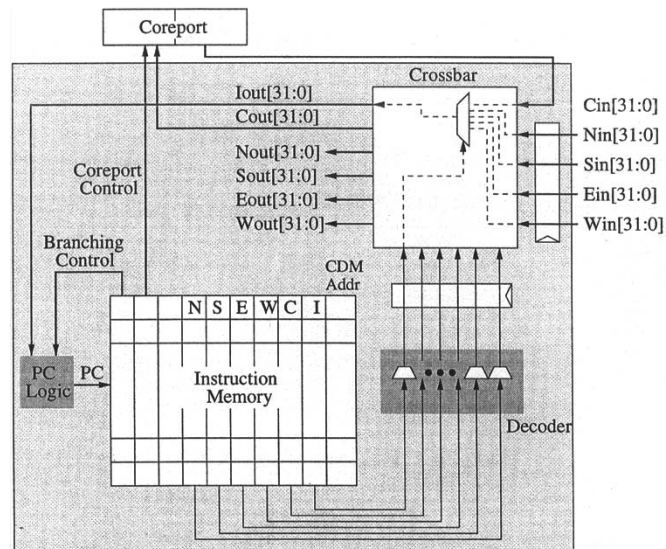 Coreport
Crossbar
Iout[31:0]
Cout[31:0]
Nout[31:0]
Sout[31:0]
Eout[31:0]
Wout[31:0]
Cin[31:0]
Nin[31:0]
Sin[31:0]
Ein[31:0]
Win[31:0]
Coreport
Control
Branching
Control
CDM
Addr
N S E W C I
PC
Logic
PC
Instruction
Memory
Decoder